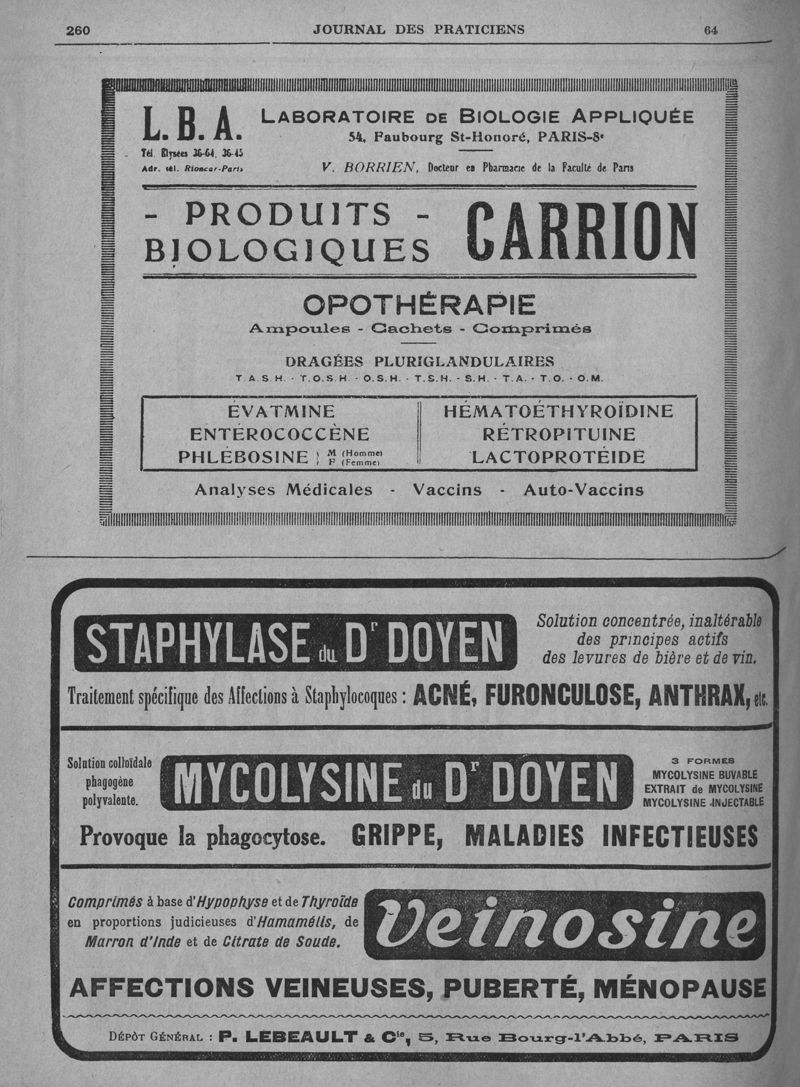 260 JOURNAL DES PRATICIENS 64
L. B. A.
Tél. Elysées 36-64, 36-45
Adr. tél. Rioncar-Paris
LABORATOIRE DE BIOLOGIE APPLIQUÉE
54, Faubourg St-Honoré, PARIS-8e
V. BORRIEN, Docteur en Pharmacie de la Faculté de Paris
- PRODUITS -
BIOLOGIQUES
CARRION
OPOTHÉRAPIE
Ampoules - Cachets - Comprimés
DRAGÉES PLURIGLANDULAIRES
T.A.S.H. - T.O.S.H. - O.S.H. - T.S.H. - S.H. - T.A. - T.O. - O.M.
ÉVATMINE
ENTÉROCOCCÈNE
PHLÉBOSINE } M (Homme)
F (Femme)
HÉMATOÉTHYROÏDINE
RÉTROPITUINE
LACTOPROTÉIDE
Analyses Médicales - Vaccins - Auto-Vaccins
STAPHYLASE du Dr DOYEN
Solution concentrée, inaltérable
des principes actifs
des levures de bière et de vin.
Traitement spécifique des Affections à Staphylocoques : ACNÉ, FURONCULOSE, ANTHRAX, etc.
Solution colloïdale
phagogène
polyvalente.
MYCOLYSINE du Dr DOYEN
3 FORMES
MYCOLYSINE BUVABLE
EXTRAIT de MYCOLYSINE
MYCOLYSINE INJECTABLE
Provoque la phagocytose. GRIPPE, MALADIES INFECTIEUSES
Comprimés à base d'Hypophyse et de Thyroïde
en proportions judicieuses d'Hamamélis, de
Marron d'Inde et de Citrate de Soude.
Veinosine
AFFECTIONS VEINEUSES, PUBERTÉ, MÉNOPAUSE
DÉPÔT GÉNÉRAL : P. LEBEAULT & Cie, 5, Rue Bourg-l'Abbé, PARIS